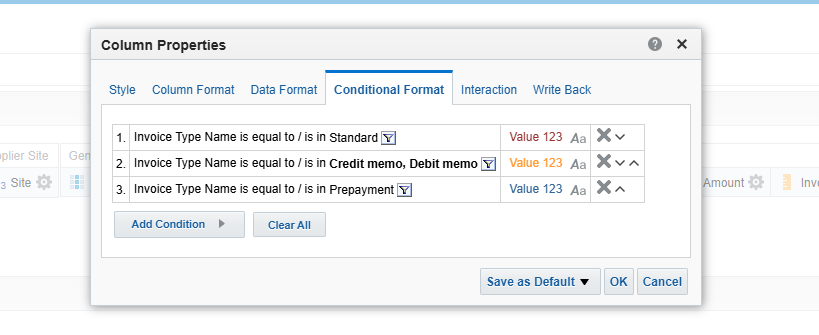 Column Properties
Style Column Format Data Format Conditional Format Interaction Write Back
1. Invoice Type Name is equal to / is in Standard Value 123 Aa
2. Invoice Type Name is equal to / is in Credit memo, Debit memo Value 123 Aa
3. Invoice Type Name is equal to / is in Prepayment Value 123 Aa
Add Condition Clear All
Save as Default OK Cancel
plier Site Gen
3 Site Amount Invo